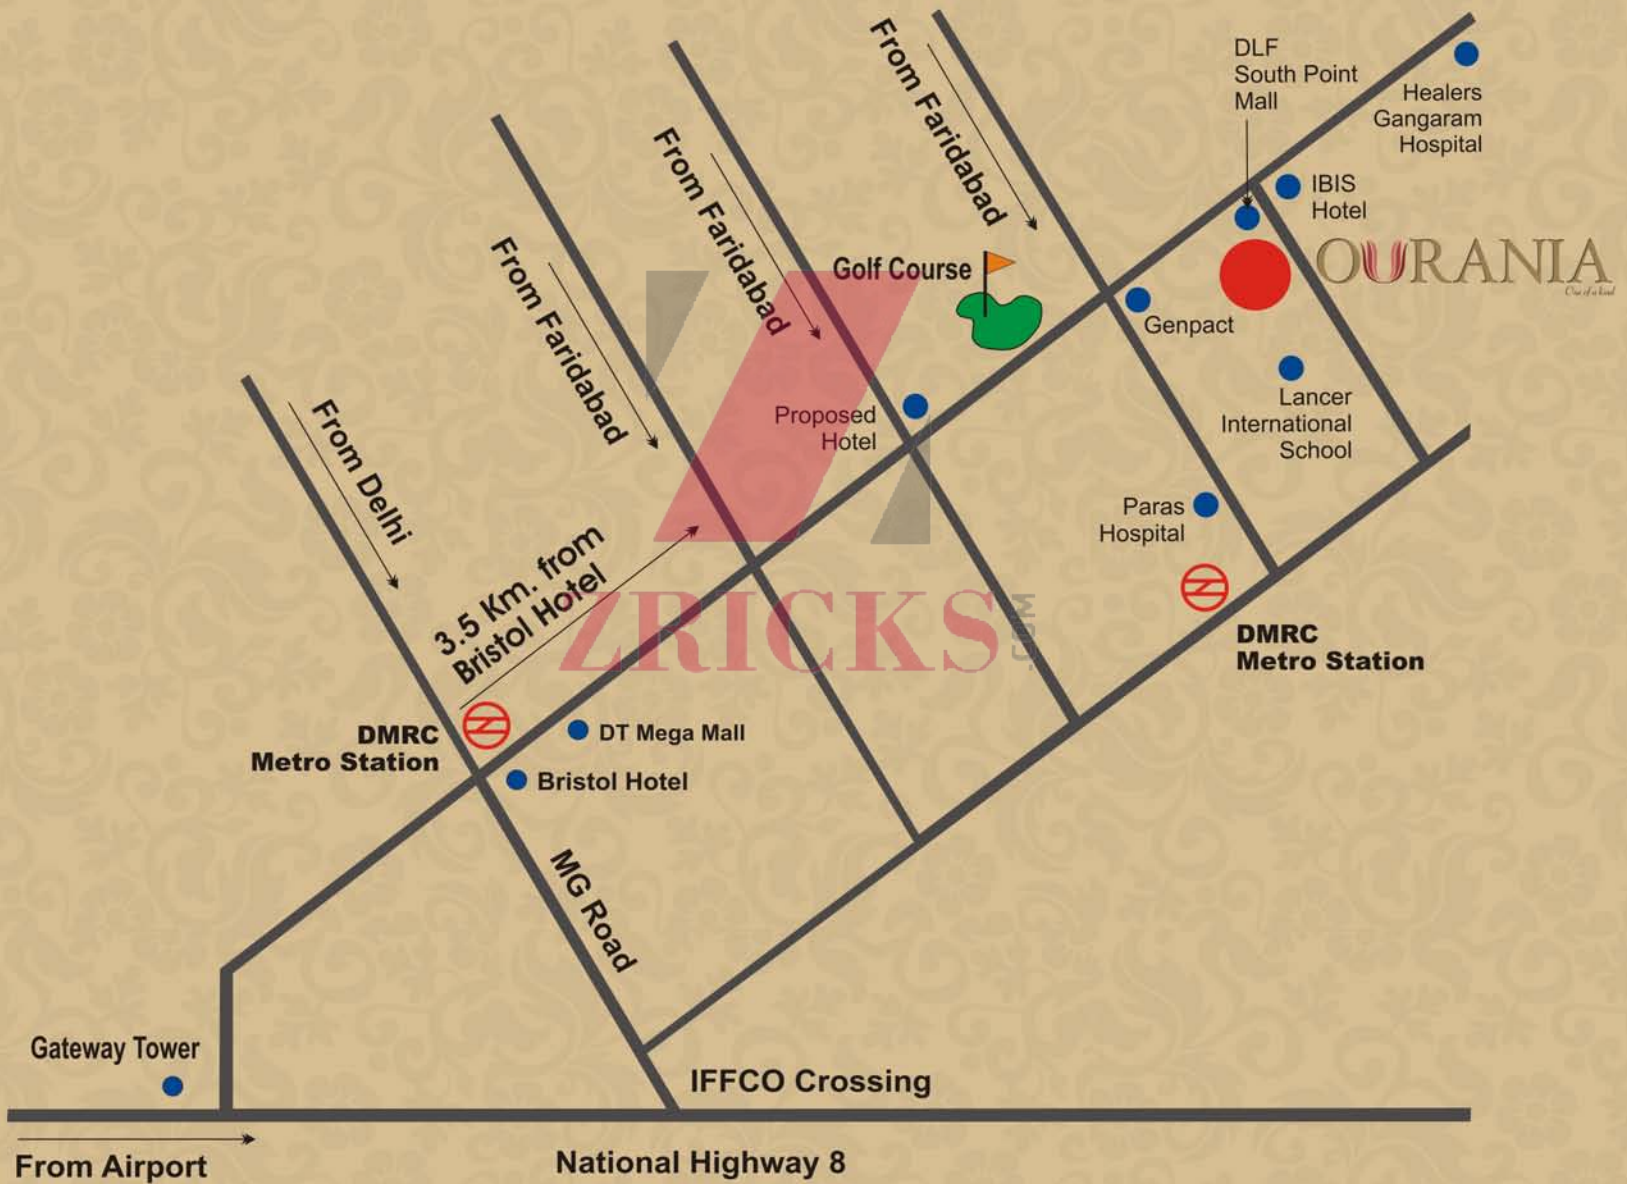 From Faridabad
DLF
South Point
Mall
Healers
Gangaram
Hospital
From Faridabad
IBIS
Hotel
From Faridabad
Golf Course
OURANIA
One of a kind
Genpact
From Delhi
Proposed
Hotel
Lancer
International
School
Paras
Hospital
3.5 Km. from
Bristol Hotel
ZRICKS
.COM
DMRC
Metro Station
DMRC
Metro Station
DT Mega Mall
Bristol Hotel
MG Road
Gateway Tower
IFFCO Crossing
From Airport
National Highway 8